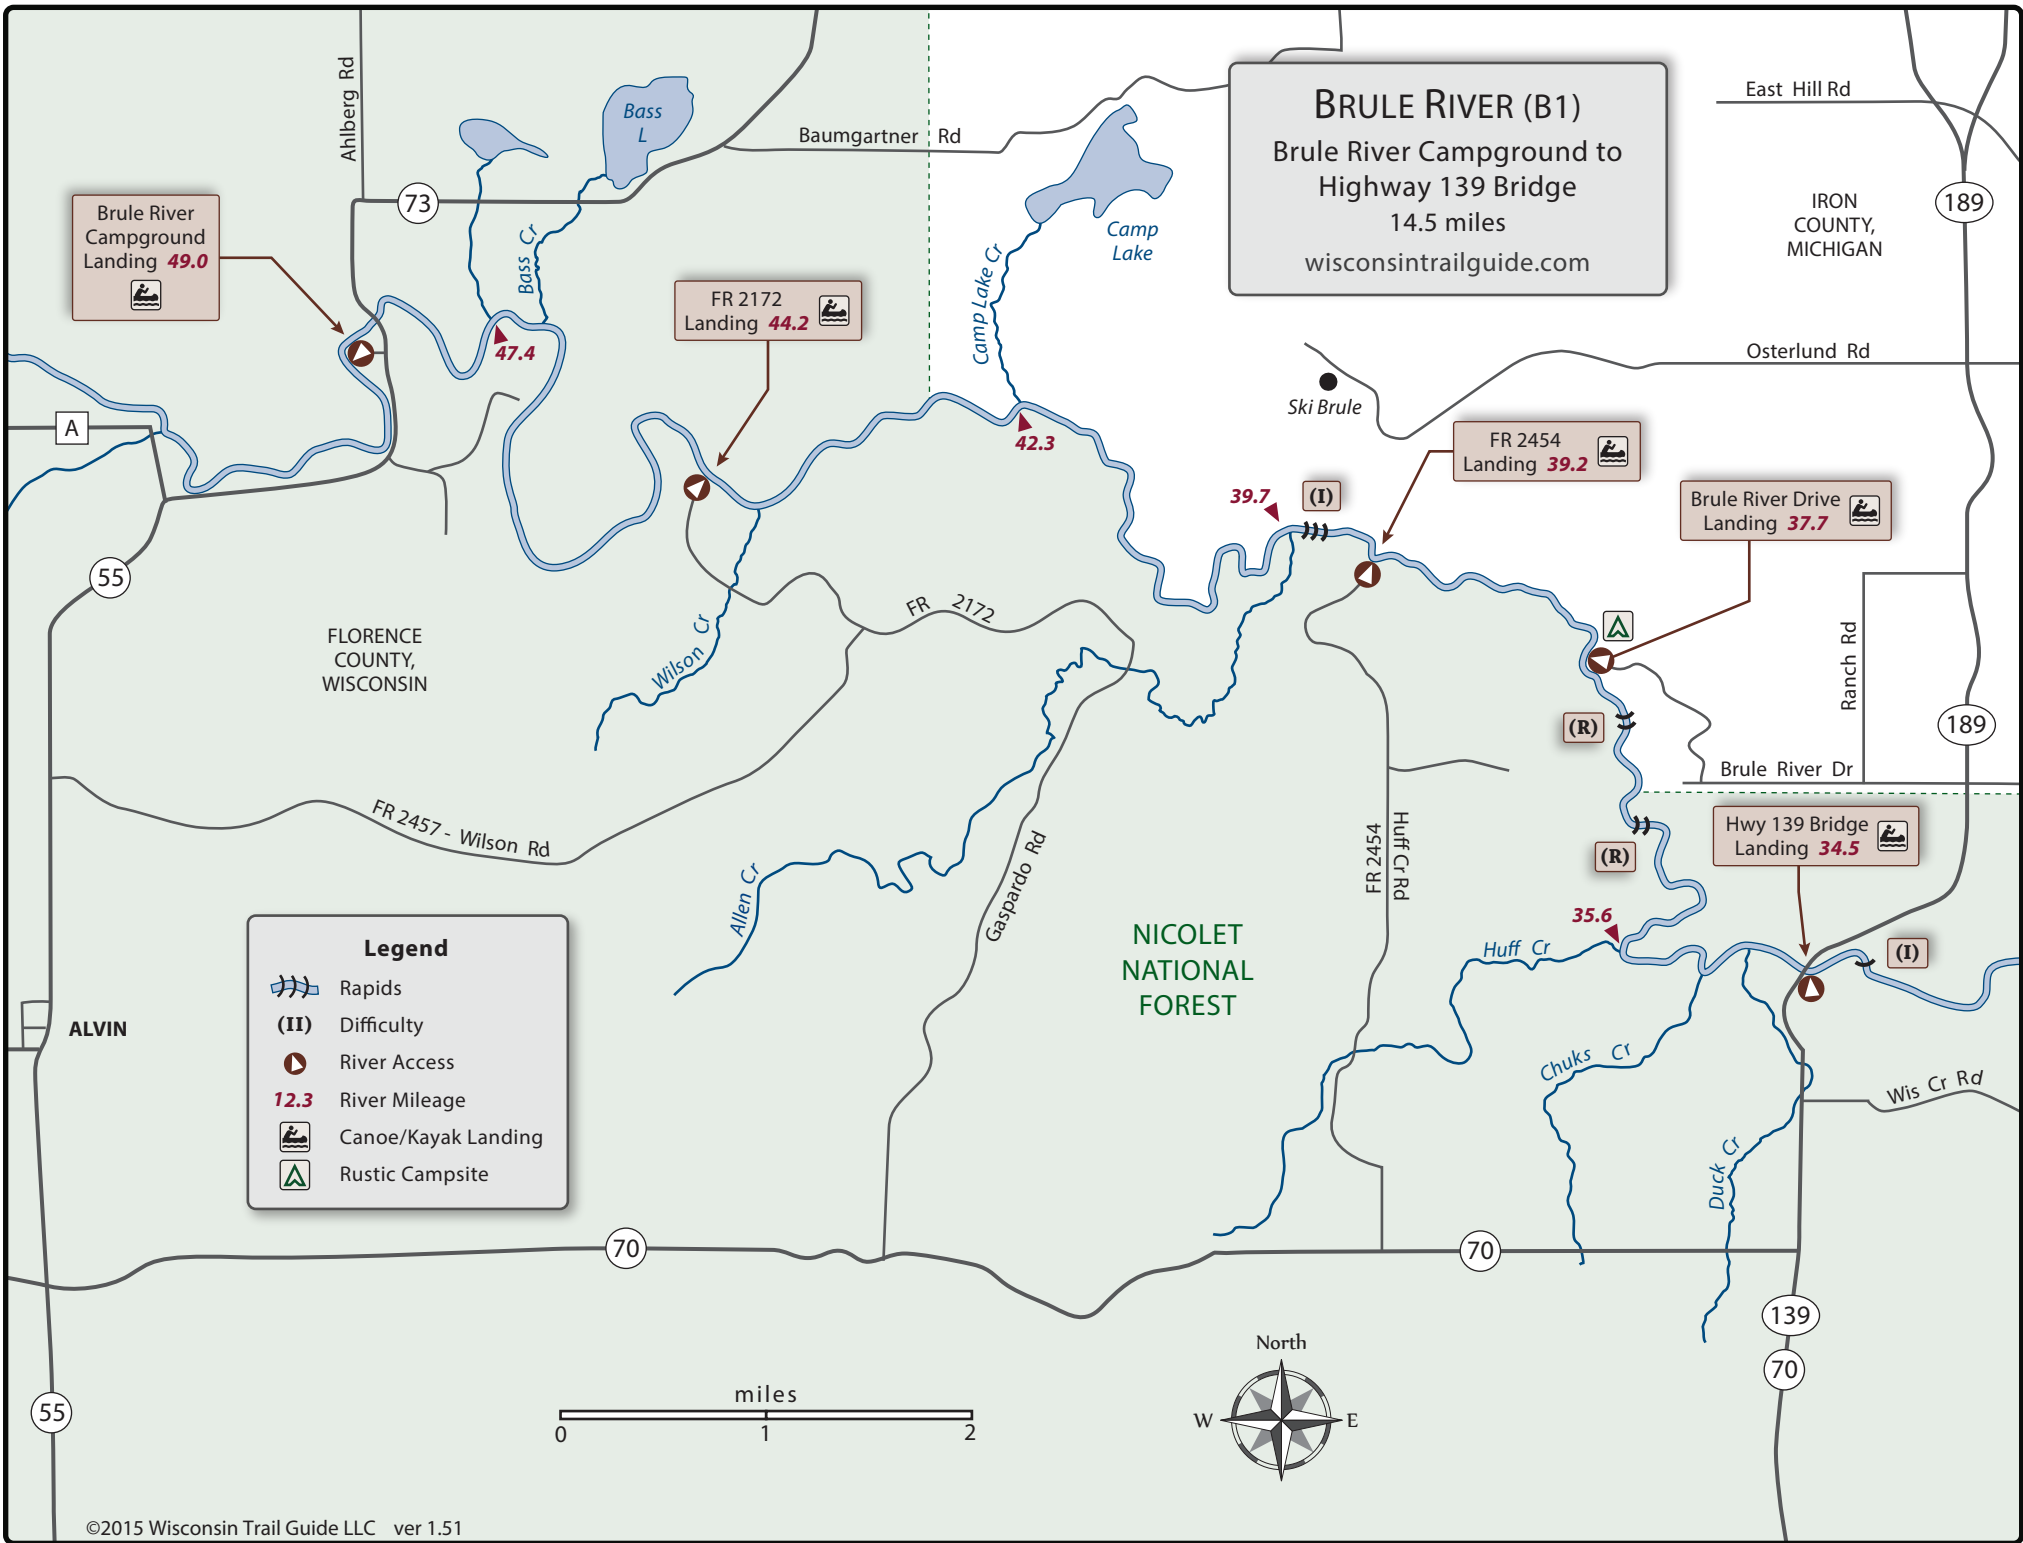 BRULE RIVER (B1)
Brule River Campground to
Highway 139 Bridge
14.5 miles
wisconsintrailguide.com
Ahlberg Rd
Bass
L
Baumgartner Rd
East Hill Rd
73
Brule River
Campground
Landing 49.0
Bass Cr
FR 2172
Landing 44.2
47.4
Camp Lake Cr
Camp
Lake
IRON
COUNTY,
MICHIGAN
189
Osterlund Rd
Ski Brule
A
42.3
FR 2454
Landing 39.2
39.7
(I)
Brule River Drive
Landing 37.7
55
FLORENCE
COUNTY,
WISCONSIN
Wilson Cr
FR 2172
Ranch Rd
(R)
189
Brule River Dr
FR 2457 - Wilson Rd
Hwy 139 Bridge
Landing 34.5
(R)
FR 2454
Huff Cr Rd
Gaspardo Rd
Allen Cr
35.6
NICOLET
NATIONAL
FOREST
Huff Cr
(I)
Legend
Rapids
(II) Difficulty
River Access
12.3 River Mileage
Canoe/Kayak Landing
Rustic Campsite
ALVIN
Chuks Cr
Wis Cr Rd
Duck Cr
70
70
139
70
55
North
W
E
miles
0 1 2
©2015 Wisconsin Trail Guide LLC ver 1.51